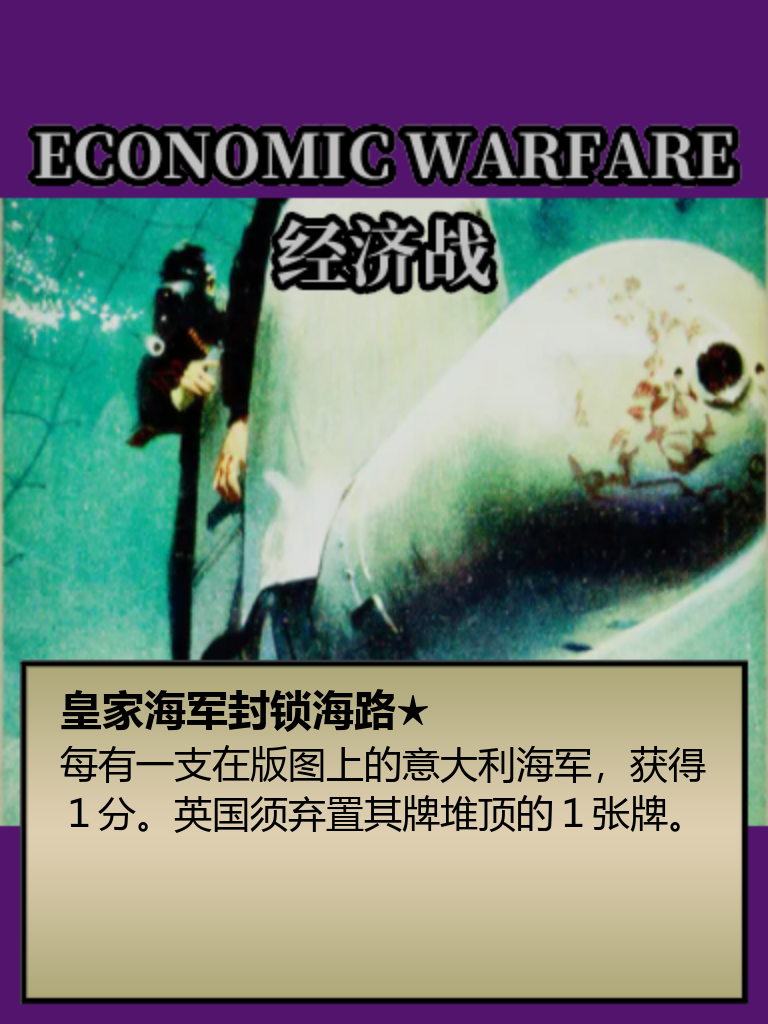 ECONOMIC WARFARE
经济战
皇家海军封锁海路★
每有一支在版图上的意大利海军，获得
１分。英国须弃置其牌堆顶的１张牌。